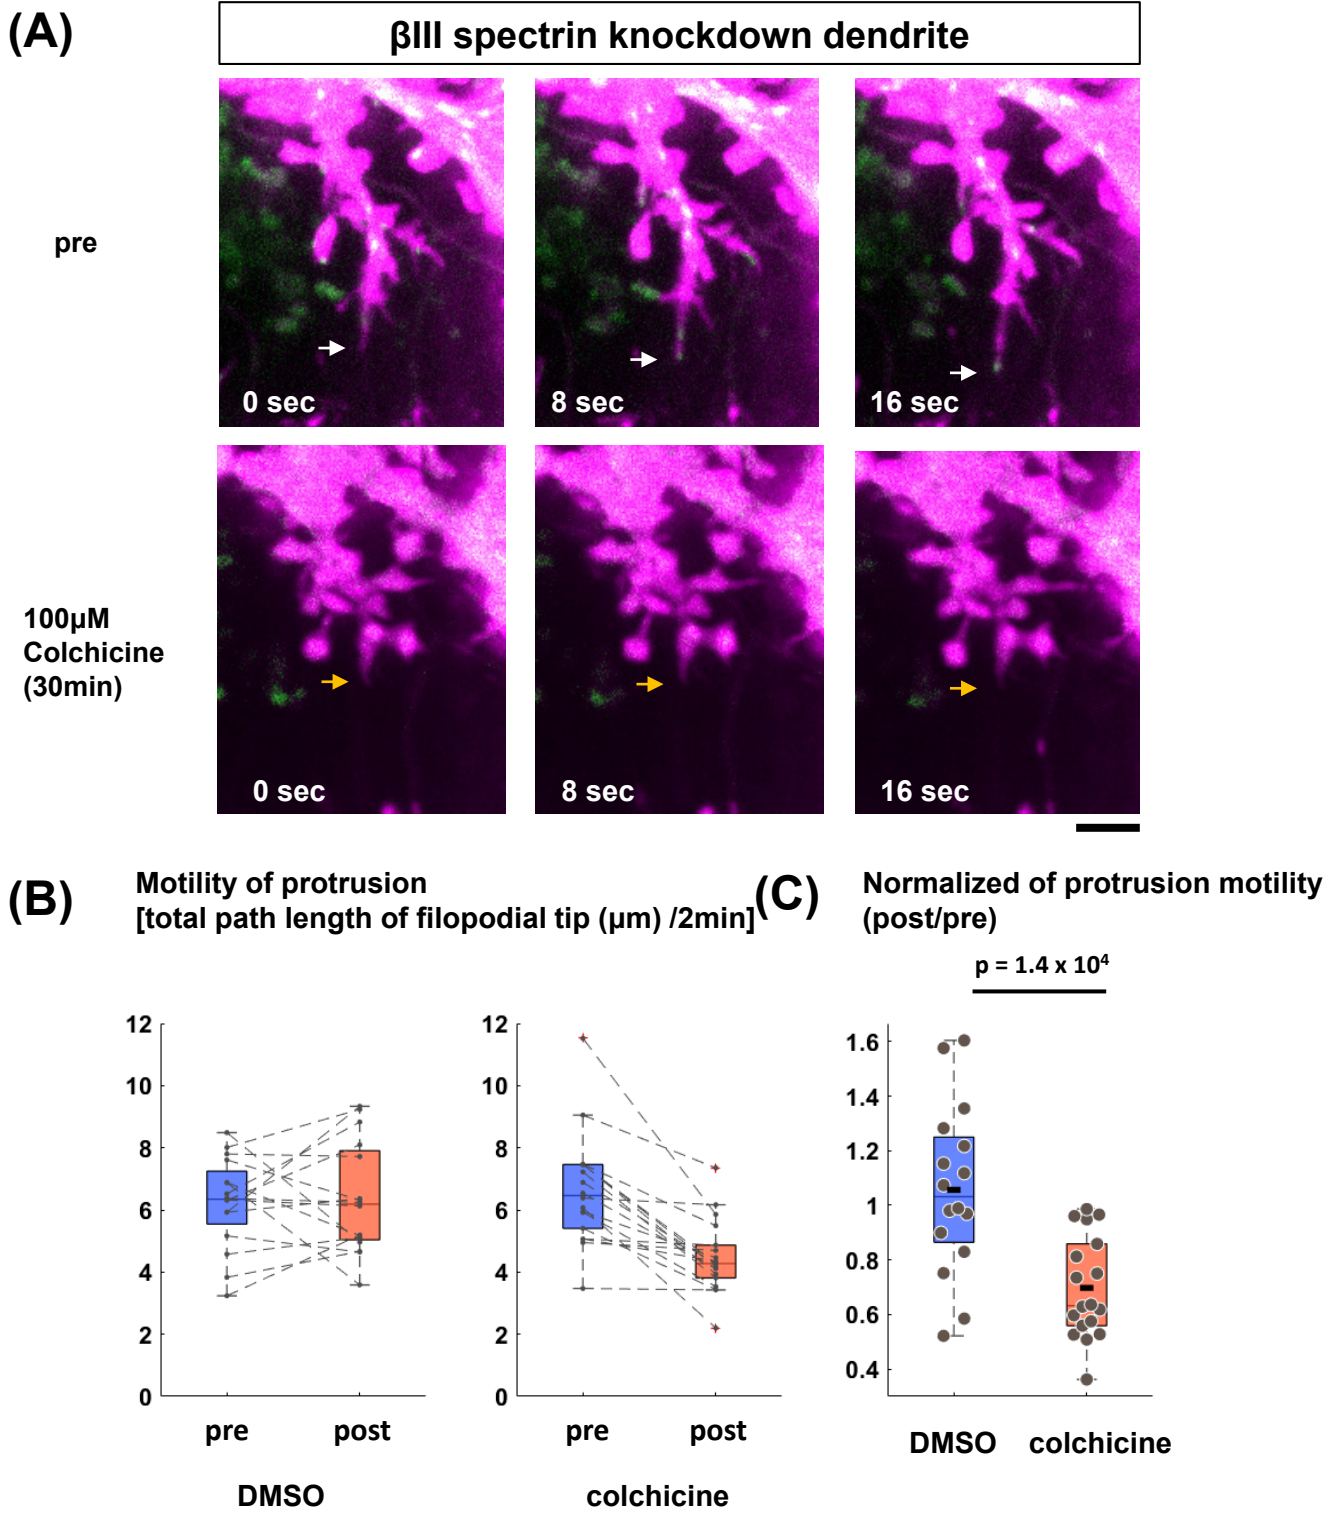 (A)
βIII spectrin knockdown dendrite
pre
0 sec
8 sec
16 sec
100μM
Colchicine
(30min)
0 sec
8 sec
16 sec
(B)
Motility of protrusion
[total path length of filopodial tip (μm) /2min]
12
10
8
6
4
2
0
pre
post
DMSO
12
10
8
6
4
2
0
pre
post
colchicine
(C)
Normalized of protrusion motility
(post/pre)
p = 1.4 x 10⁴
1.6
1.4
1.2
1
0.8
0.6
0.4
DMSO
colchicine